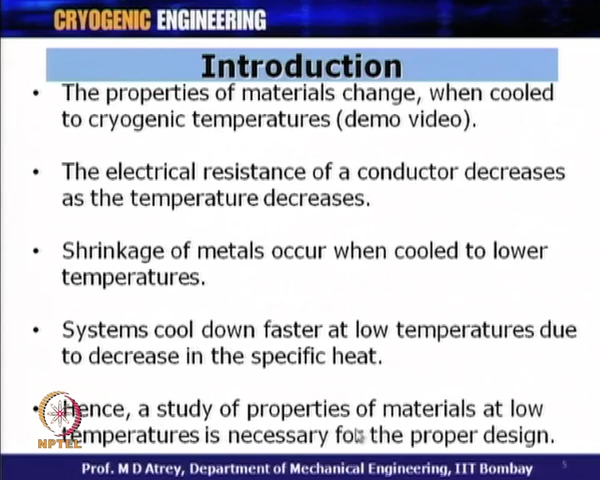 CRYOGENIC ENGINEERING
Introduction
• The properties of materials change, when cooled
to cryogenic temperatures (demo video).
• The electrical resistance of a conductor decreases
as the temperature decreases.
• Shrinkage of metals occur when cooled to lower
temperatures.
• Systems cool down faster at low temperatures due
to decrease in the specific heat.
• Hence, a study of properties of materials at low
temperatures is necessary for the proper design.
NPTEL
Prof. M D Atrey, Department of Mechanical Engineering, IIT Bombay
5